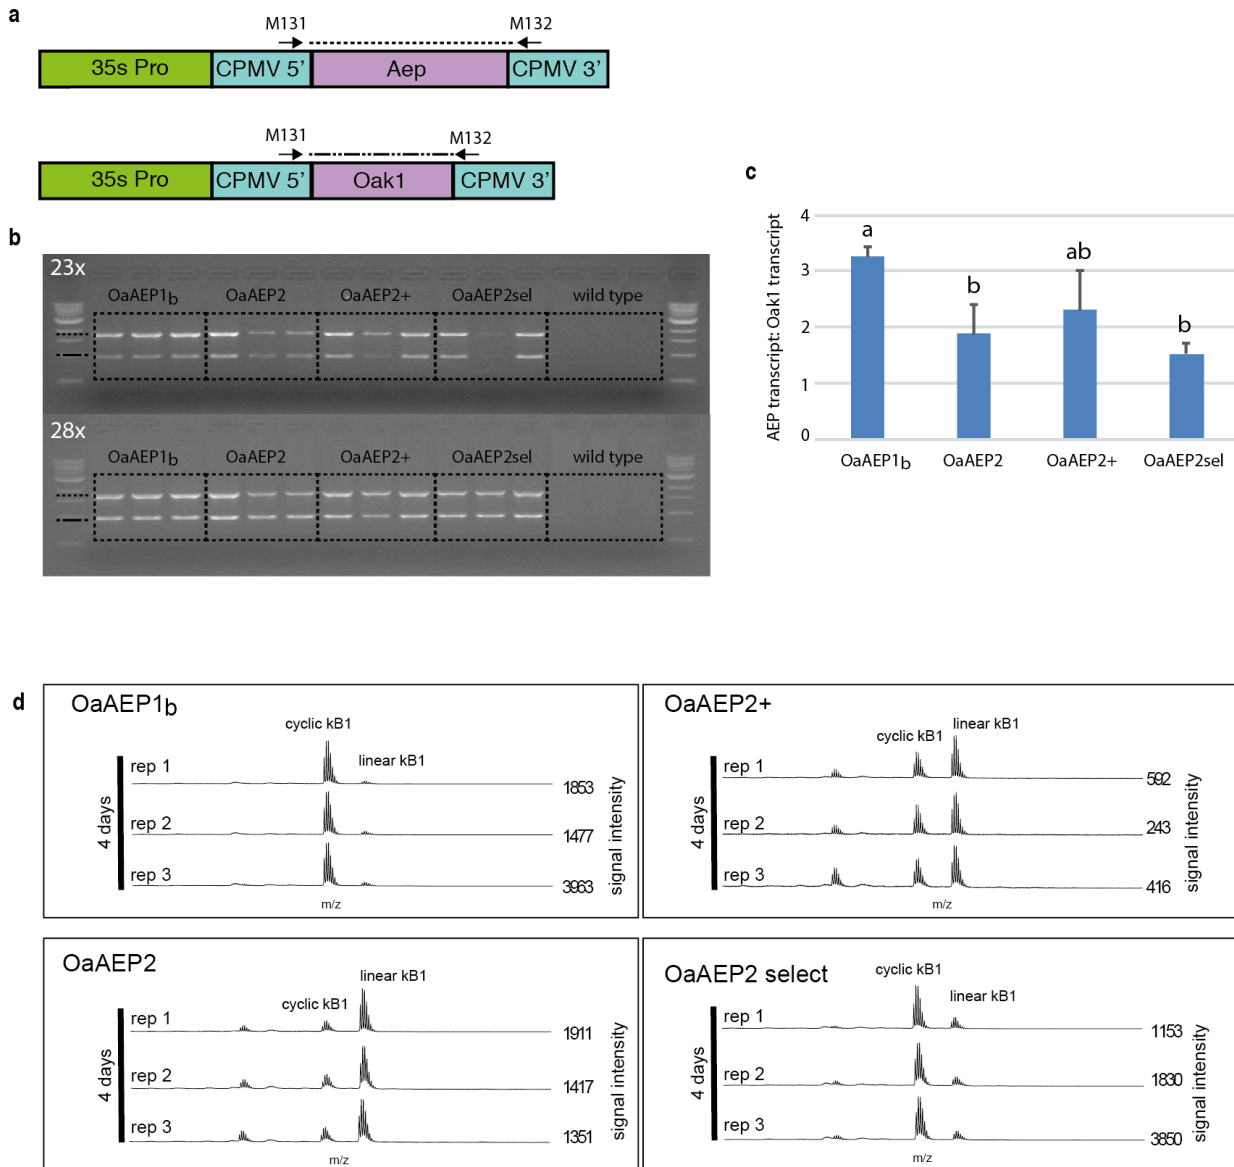 a
M131
M132
35s Pro
CPMV 5'
Aep
CPMV 3'
M131
M132
35s Pro
CPMV 5'
Oak1
CPMV 3'
b
23x
OaAEP1b
OaAEP2
OaAEP2+
OaAEP2sel
wild type
28x
OaAEP1b
OaAEP2
OaAEP2+
OaAEP2sel
wild type
c
AEP transcript: Oak1 transcript
4
3
2
1
0
a
b
ab
b
OaAEP1b
OaAEP2
OaAEP2+
OaAEP2sel
d
OaAEP1b
cyclic kB1
linear kB1
4 days
rep 1
1853
rep 2
1477
rep 3
3963
signal intensity
m/z
OaAEP2+
cyclic kB1
linear kB1
4 days
rep 1
592
rep 2
243
rep 3
416
signal intensity
m/z
OaAEP2
cyclic kB1
linear kB1
4 days
rep 1
1911
rep 2
1417
rep 3
1351
signal intensity
m/z
OaAEP2 select
cyclic kB1
linear kB1
4 days
rep 1
1153
rep 2
1830
rep 3
3850
signal intensity
m/z